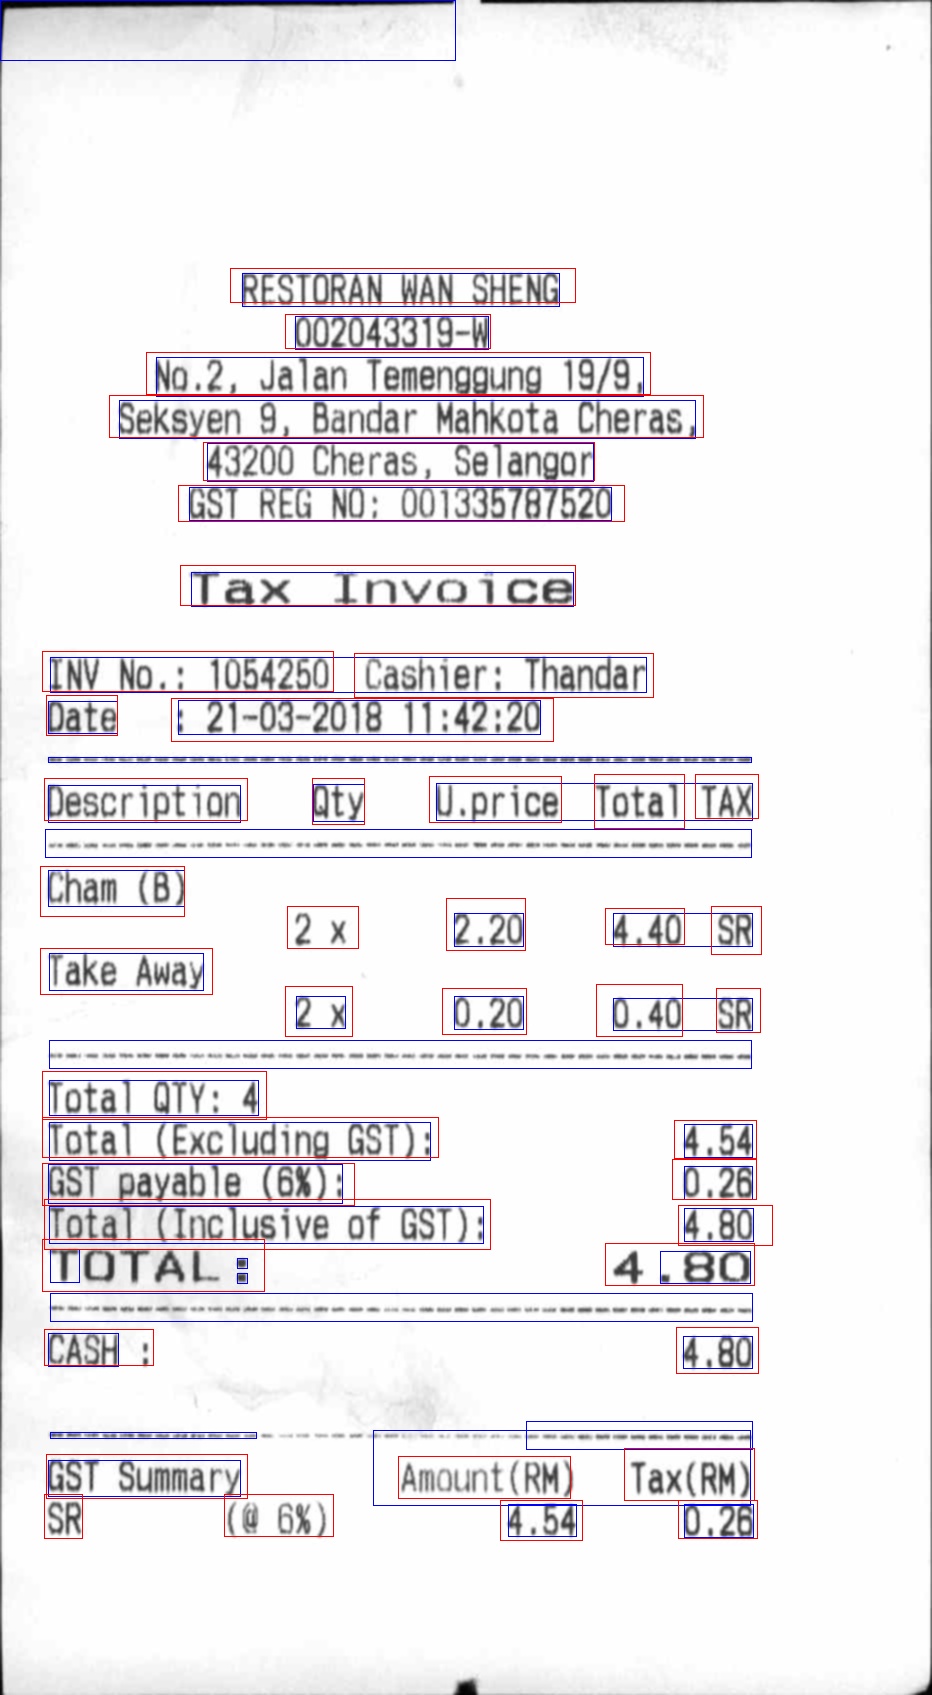 RESTORAN WAN SHENG
002043319-W
No.2, Jalan Temenggung 19/9,
Seksyen 9, Bandar Mahkota Cheras,
43200 Cheras, Selangor
GST REG NO: 001335787520
Tax Invoice
INV No.: 1054250 Cashier: Thandar
Date : 21-03-2018 11:42:20
Description Qty U.price Total TAX
Cham (B)
2 x 2.20 4.40 SR
Take Away
2 x 0.20 0.40 SR
Total QTY: 4
Total (Excluding GST): 4.54
GST payable (6%): 0.26
Total (Inclusive of GST): 4.80
TOTAL : 4.80
CASH : 4.80
GST Summary Amount(RM) Tax(RM)
SR (@ 6%) 4.54 0.26